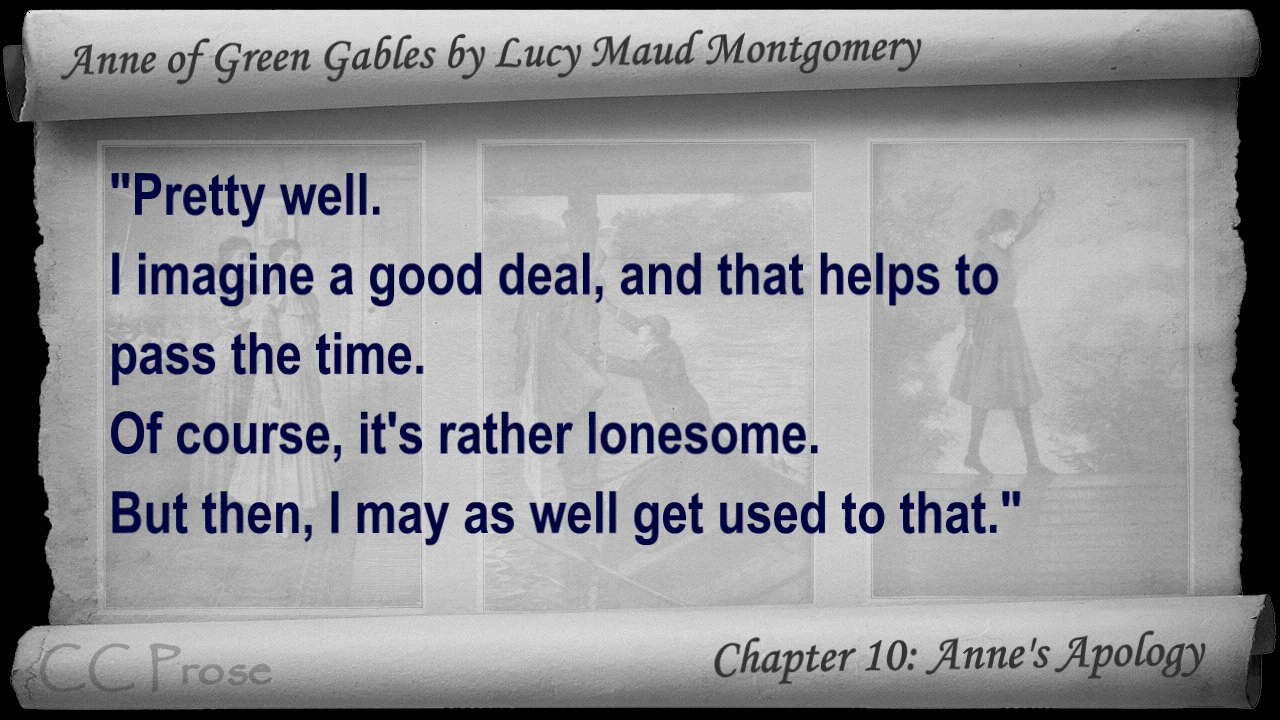 Anne of Green Gables by Lucy Maud Montgomery
"Pretty well.
I imagine a good deal, and that helps to
pass the time.
Of course, it's rather lonesome.
But then, I may as well get used to that."
CC Prose
Chapter 10: Anne's Apology